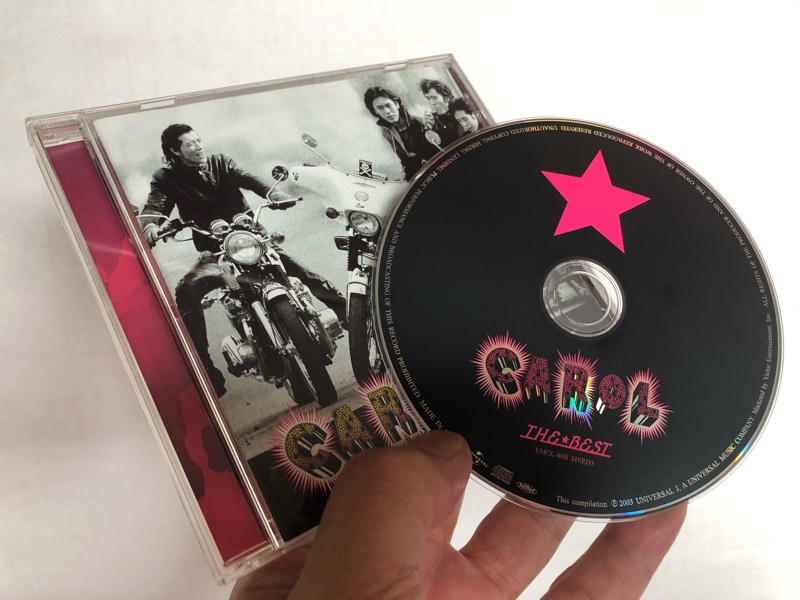 CAR
CAROL
THE★BEST
UMCK-4048 STEREO
This compilation ℗2003 UNIVERSAL J, A UNIVERSAL MUSIC COMPANY. Marketed by Victor Entertainment, Inc. ALL RIGHTS OF THE PRODUCER AND OF THE OWNER OF THE WORK REPRODUCED RESERVED. UNAUTHORIZED COPYING, HIRING, LENDING, PUBLIC PERFORMANCE AND BROADCASTING OF THIS RECORD PROHIBITED. MADE IN